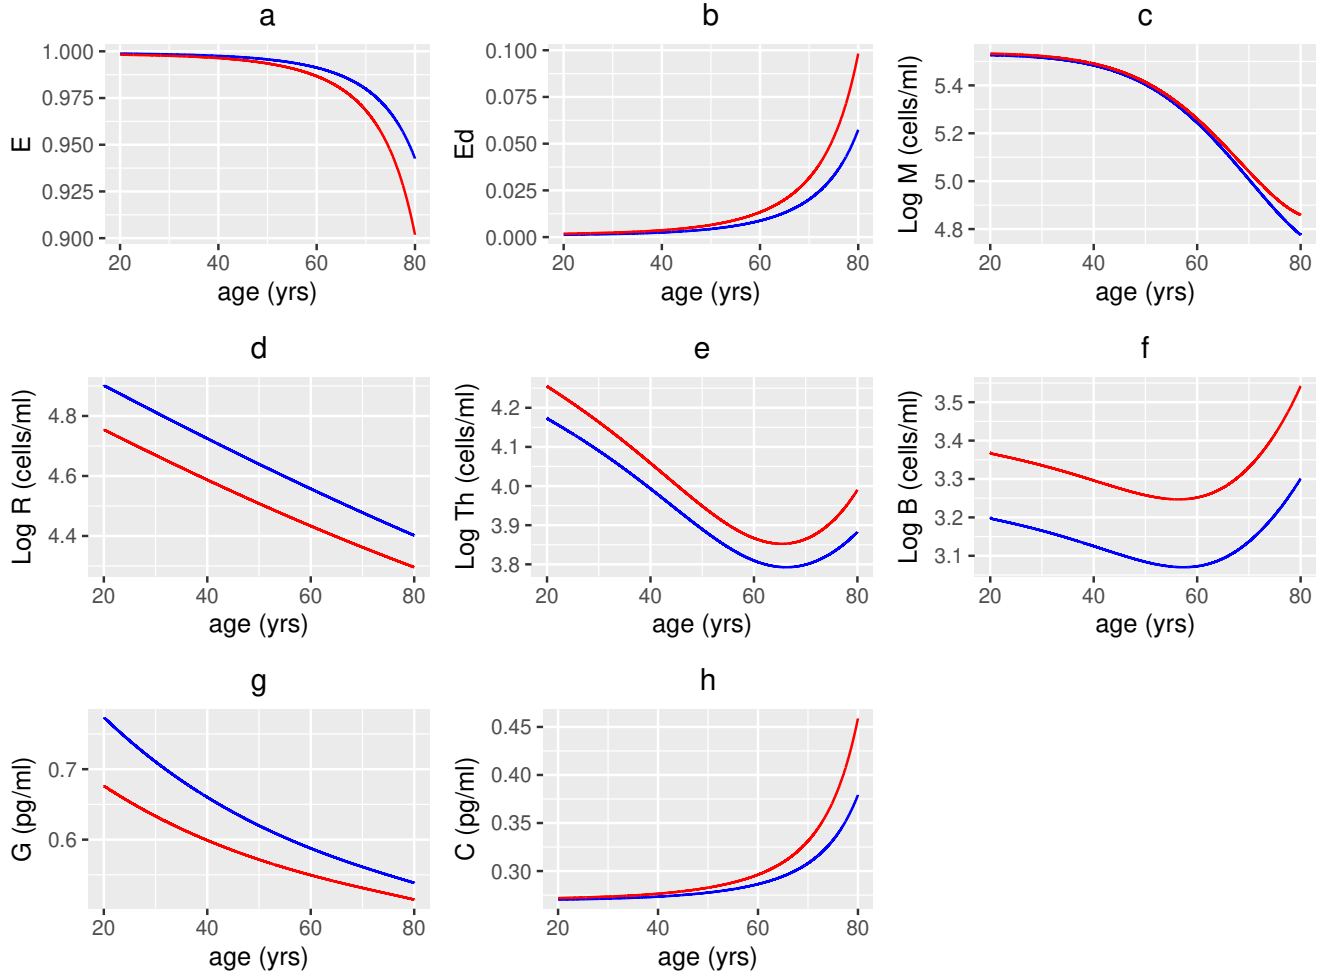 a
E
1.000
0.975
0.950
0.925
0.900
20 40 60 80
age (yrs)
b
Ed
0.100
0.075
0.050
0.025
0.000
20 40 60 80
age (yrs)
c
Log M (cells/ml)
5.4
5.2
5.0
4.8
20 40 60 80
age (yrs)
d
Log R (cells/ml)
4.8
4.6
4.4
20 40 60 80
age (yrs)
e
Log Th (cells/ml)
4.2
4.1
4.0
3.9
3.8
20 40 60 80
age (yrs)
f
Log B (cells/ml)
3.5
3.4
3.3
3.2
3.1
20 40 60 80
age (yrs)
g
G (pg/ml)
0.7
0.6
20 40 60 80
age (yrs)
h
C (pg/ml)
0.45
0.40
0.35
0.30
20 40 60 80
age (yrs)